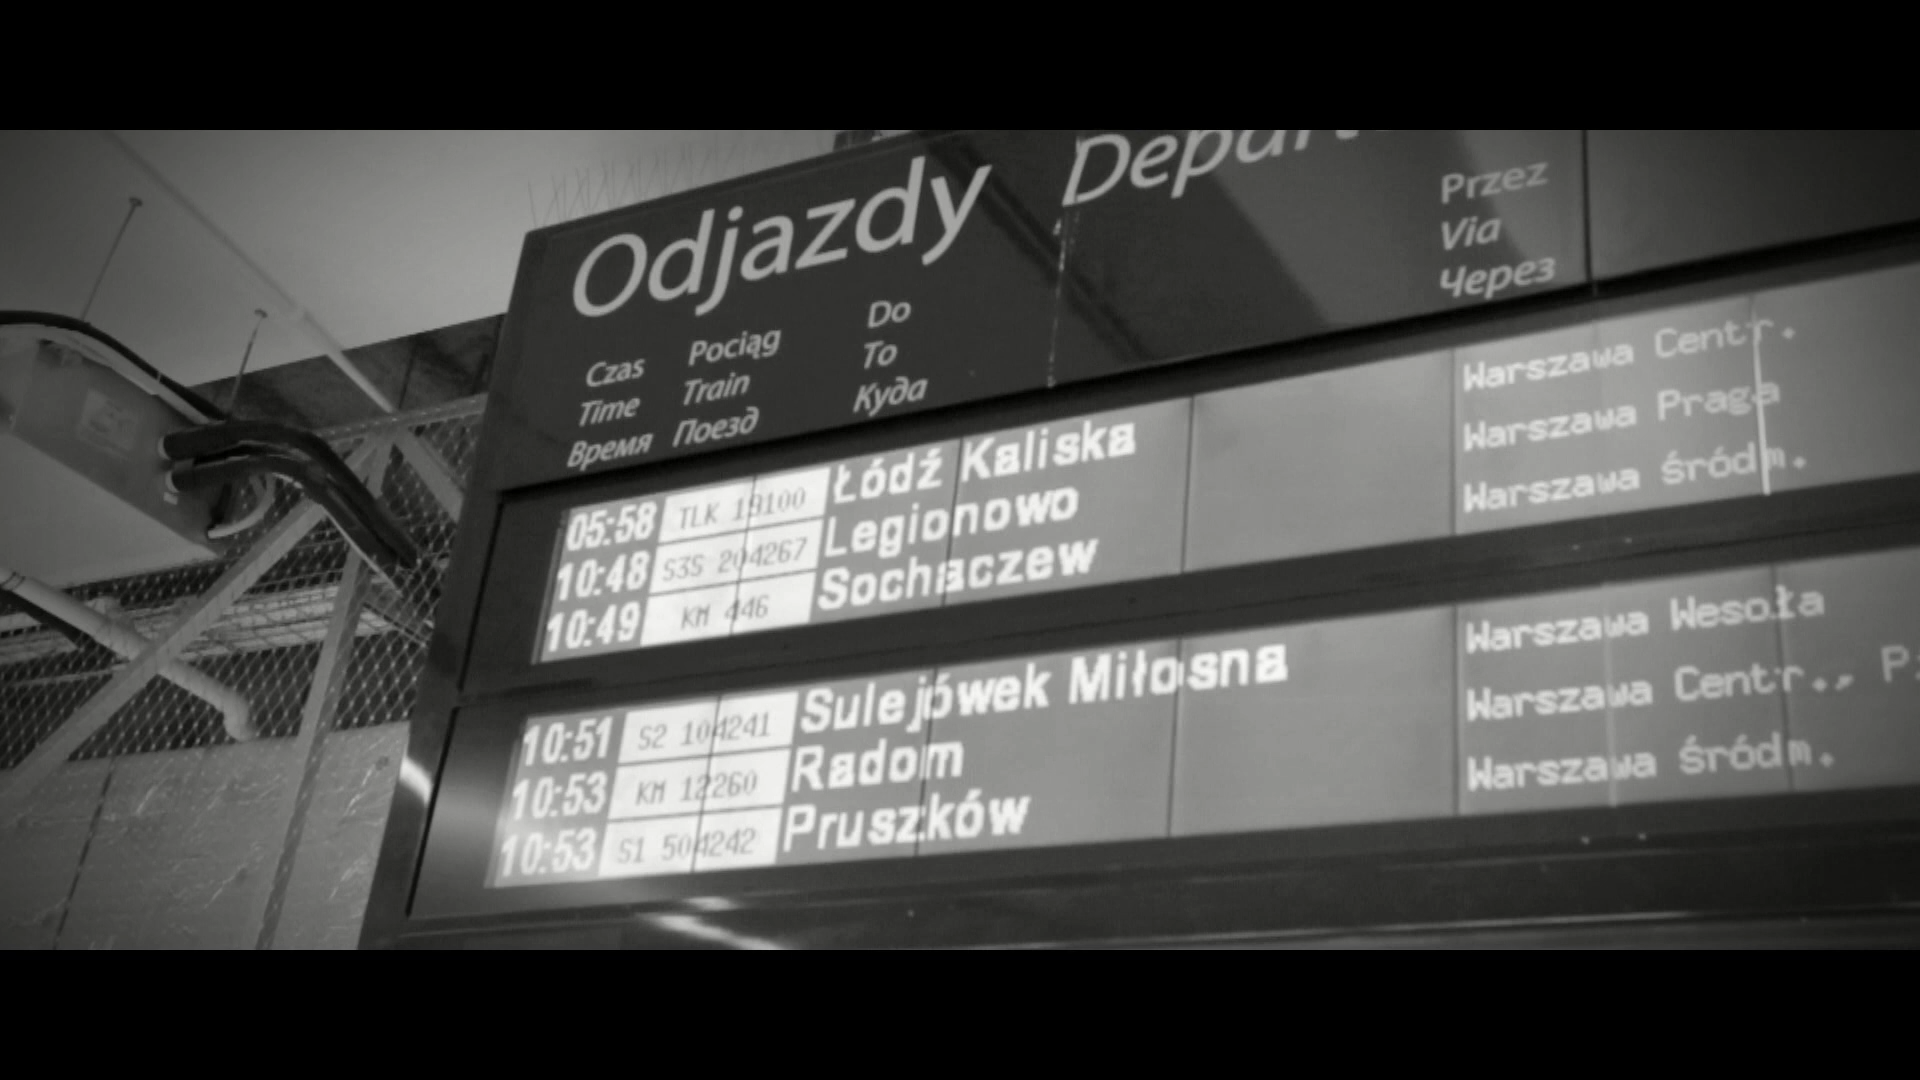 Odjazdy Depart
Czas Pociąg Do Przez
Time Train To Via
Время Поезд Куда Через
05:58 TLK 19100 Łódź Kaliska Warszawa Centr.
10:48 S3S 204267 Legionowo Warszawa Praga
10:49 KM 446 Sochaczew Warszawa Śródm.
10:51 S2 104241 Sulejówek Miłosna Warszawa Wesoła
10:53 KM 12260 Radom Warszawa Centr.,
10:53 S1 504242 Pruszków Warszawa Śródm.